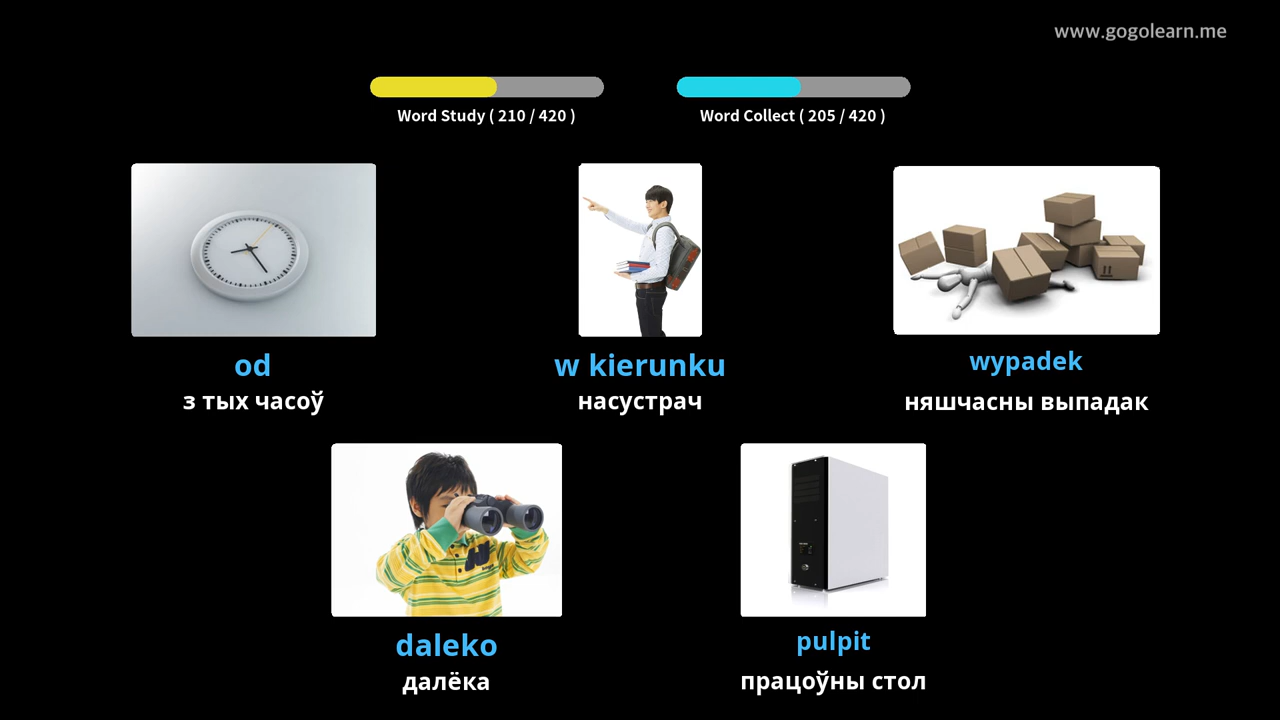 www.gogolearn.me
Word Study ( 210 / 420 )
Word Collect ( 205 / 420 )
od
з тых часоў
w kierunku
насустрач
wypadek
няшчасны выпадак
daleko
далёка
pulpit
працоўны стол